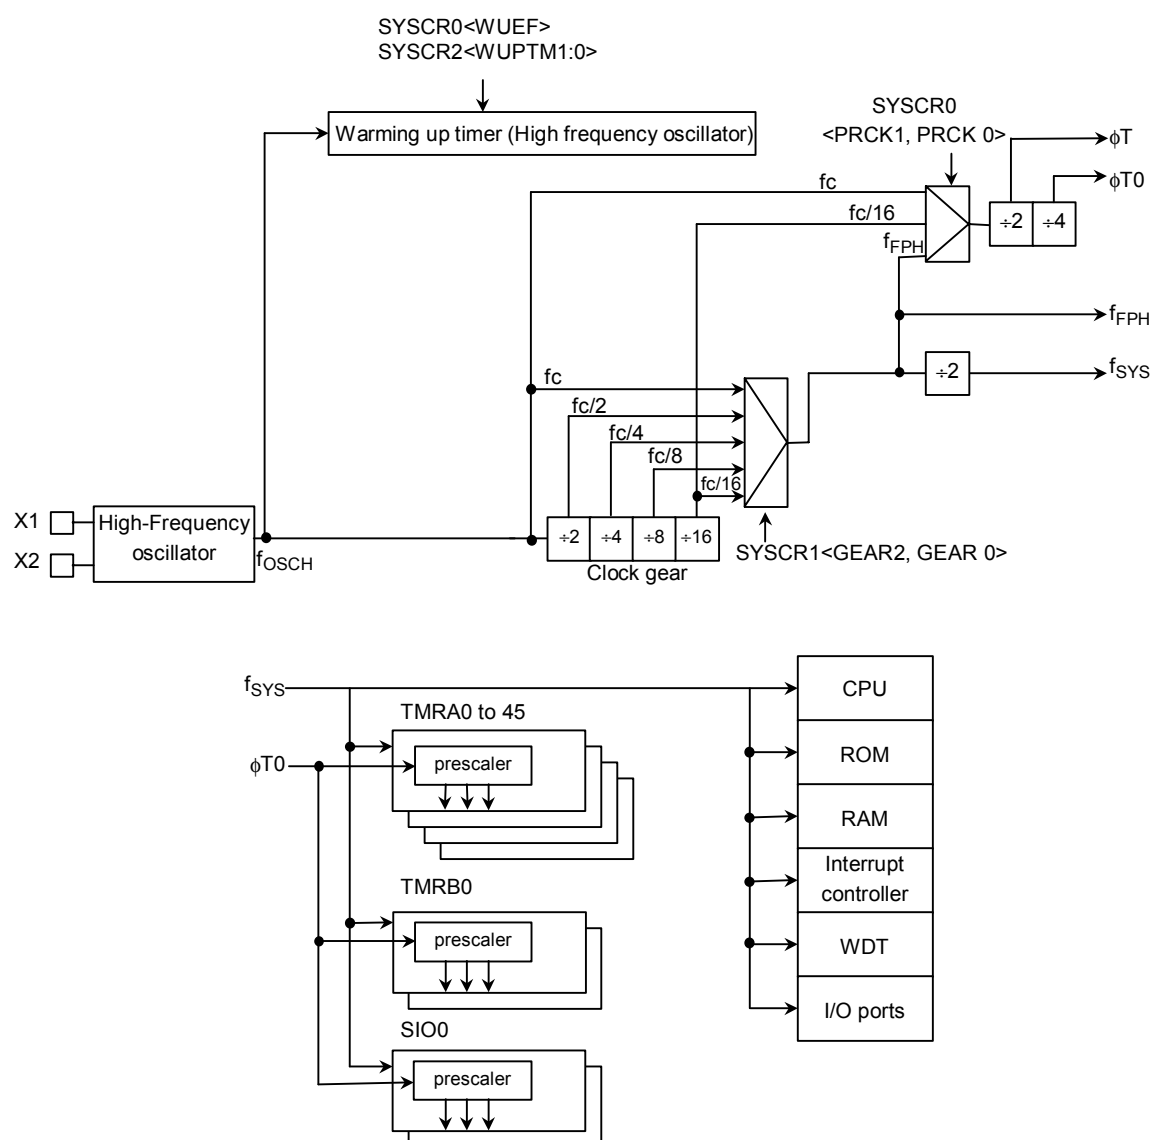 SYSCR0<WUEF>
SYSCR2<WUPTM1:0>
Warming up timer (High frequency oscillator)
SYSCR0
<PRCK1, PRCK 0>
ϕT
ϕT0
fc
fc/16
fFPH
÷2
÷4
fFPH
÷2
fSYS
fc
fc/2
fc/4
fc/8
fc/16
X1
X2
High-Frequency
oscillator
fOSCH
÷2
÷4
÷8
÷16
Clock gear
SYSCR1<GEAR2, GEAR 0>
fSYS
TMRA0 to 45
ϕT0
prescaler
TMRB0
prescaler
SIO0
prescaler
CPU
ROM
RAM
Interrupt
controller
WDT
I/O ports